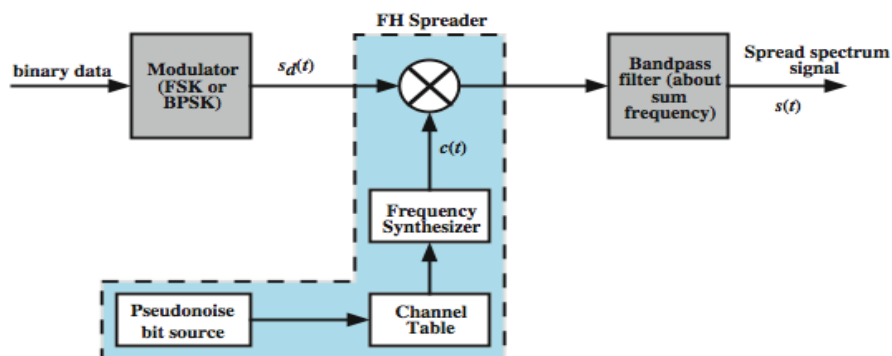 FH Spreader
binary data
Modulator
(FSK or
BPSK)
s_d(t)
Bandpass
filter (about
sum
frequency)
Spread spectrum
signal
s(t)
c(t)
Frequency
Synthesizer
Pseudonoise
bit source
Channel
Table